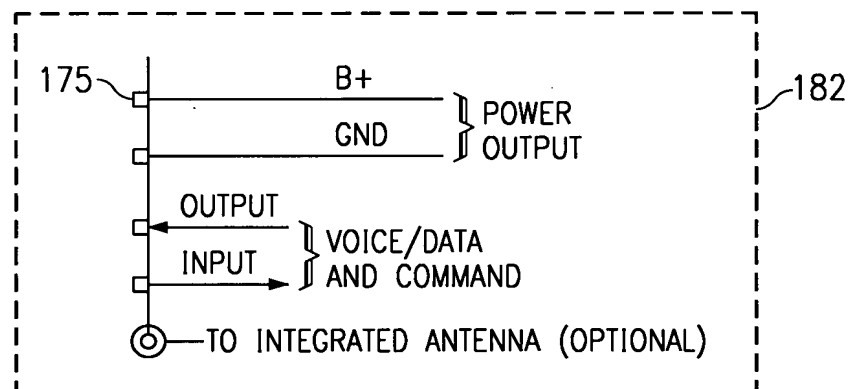 175
B+
182
POWER
GND
OUTPUT
OUTPUT
VOICE/DATA
INPUT
AND COMMAND
TO INTEGRATED ANTENNA (OPTIONAL)